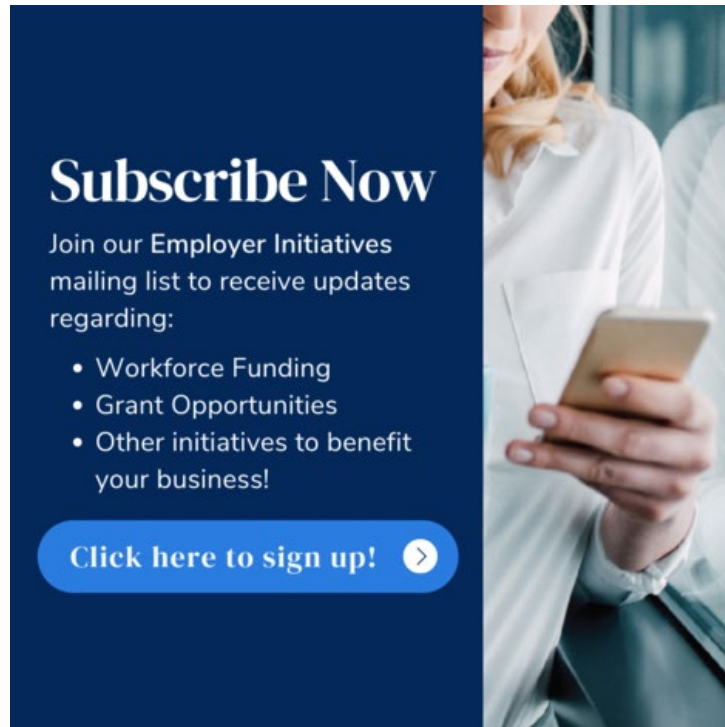 Subscribe Now
Join our Employer Initiatives
mailing list to receive updates
regarding:
• Workforce Funding
• Grant Opportunities
• Other initiatives to benefit
your business!
Click here to sign up!